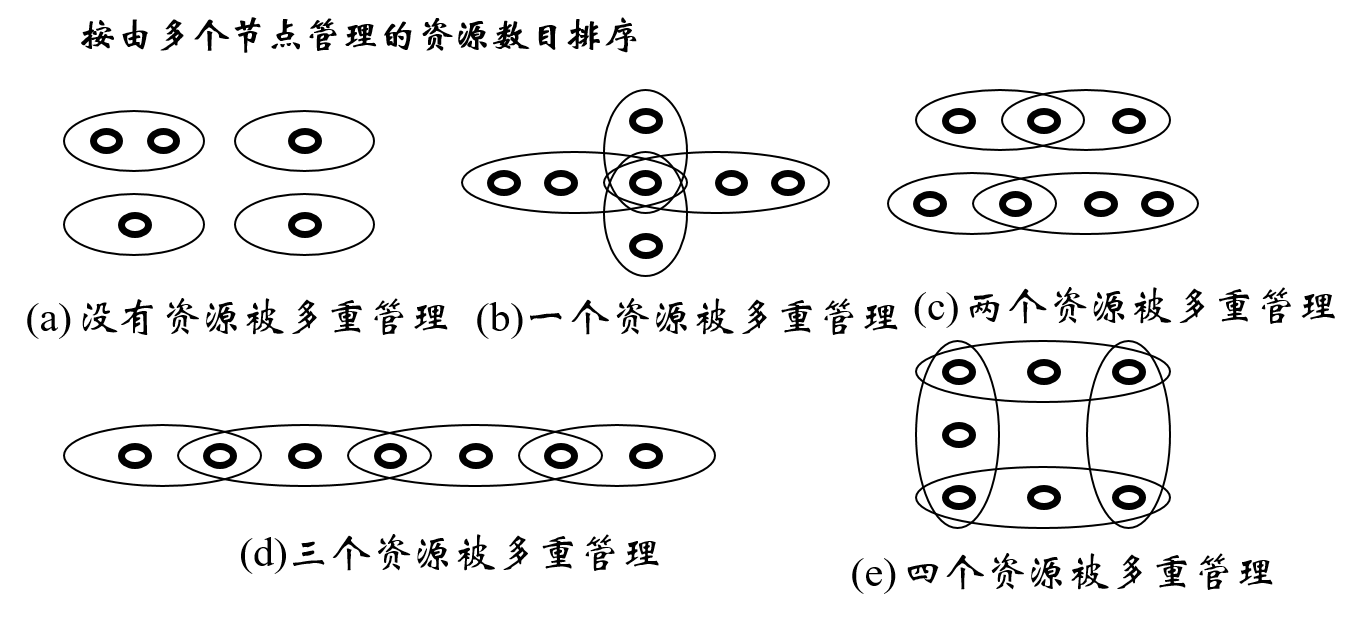 按由多个节点管理的资源数目排序
(a)没有资源被多重管理
(b)一个资源被多重管理
(c)两个资源被多重管理
(d)三个资源被多重管理
(e)四个资源被多重管理